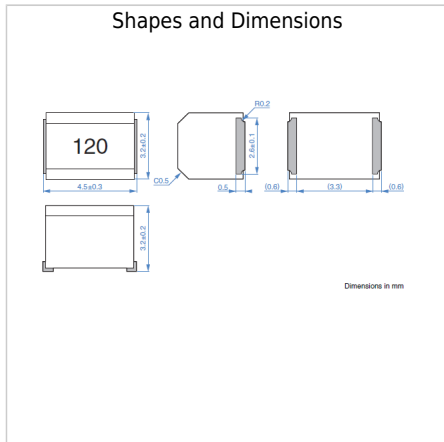 Shapes and Dimensions
R0.2
120
3.2±0.2
2.6±0.1
C0.5
4.5±0.3
0.5
(0.6)
(3.3)
(0.6)
3.2±0.2
Dimensions in mm